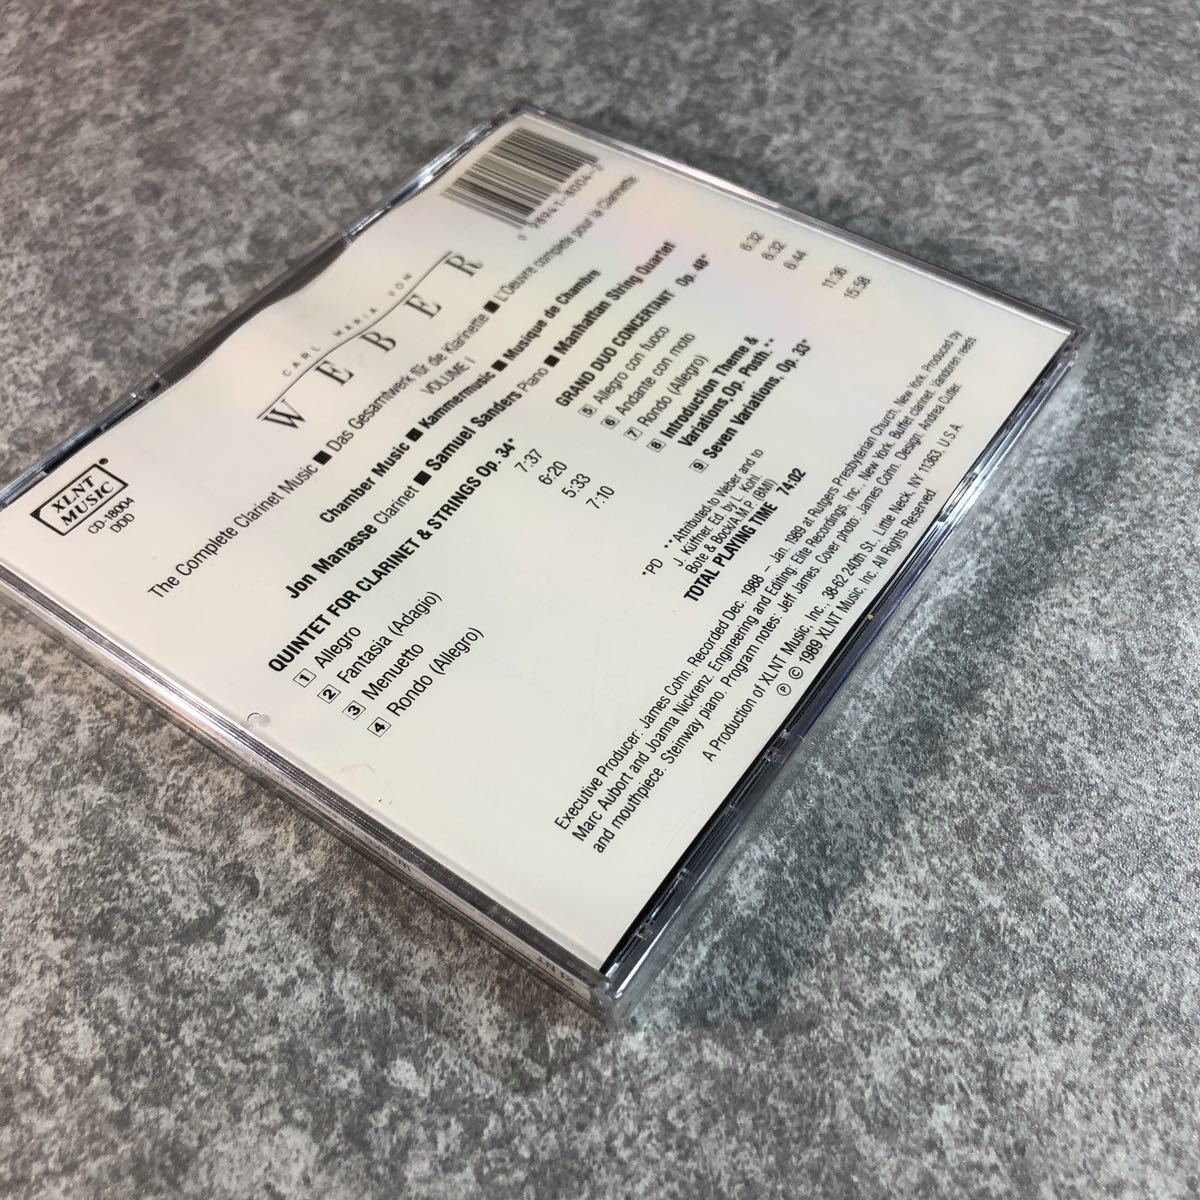 XLNT
MUSIC®
CD-18004
DDD
CARL MARIA VON
WEBER
The Complete Clarinet Music ■ Das Gesamtwerk für die Klarinette ■ L'Oeuvre complete pour la Clarinette
VOLUME I
Chamber Music ■ Kammermusic ■ Musique de Chambre
Jon Manasse Clarinet ■ Samuel Sanders Piano ■ Manhattan String Quartet
QUINTET FOR CLARINET & STRINGS Op. 34*
1 Allegro 7:37
2 Fantasia (Adagio) 6:20
3 Menuetto 5:33
4 Rondo (Allegro) 7:10
GRAND DUO CONCERTANT Op. 48*
5 Allegro con fuoco 6:32
6 Andante con moto 6:32
7 Rondo (Allegro) 6:44
8 Introduction Theme &
Variations, Op. Posth.** 11:36
9 Seven Variations, Op. 33* 15:58
*PD **Attributed to Weber and to
J. Küffner. Ed. by L. Kohl
Bote & Bock/A.M.P. (BMI)
TOTAL PLAYING TIME 74:02
Executive Producer: James Cohn. Recorded Dec. 1988 – Jan. 1989 at Rutgers Presbyterian Church, New York. Produced by
Marc Aubort and Joanna Nickrenz. Engineering and Editing: Elite Recordings, Inc., New York. Buffet clarinet. Vandoren reeds
and mouthpiece. Steinway piano. Program notes: Jeff James. Cover photo: James Cohn. Design: Andrea Cutler.
A Production of XLNT Music, Inc., 38-62 240th St., Little Neck, NY 11363, U.S.A.
℗ © 1989 XLNT Music, Inc. All Rights Reserved